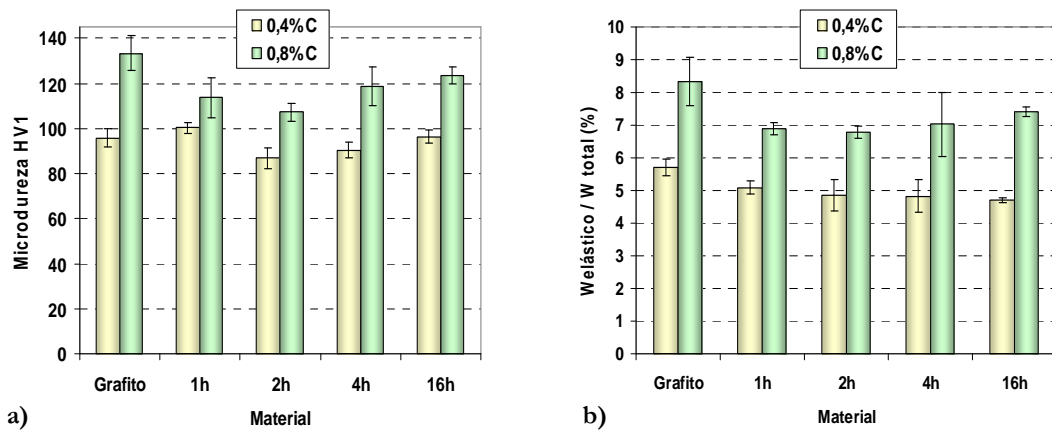 0,4%C
0,8%C
Microdureza HV1
140
120
100
80
60
40
20
0
Grafito 1h 2h 4h 16h
Material
a)
0,4%C
0,8%C
Welástico / W total (%)
10
9
8
7
6
5
4
3
2
1
0
Grafito 1h 2h 4h 16h
Material
b)